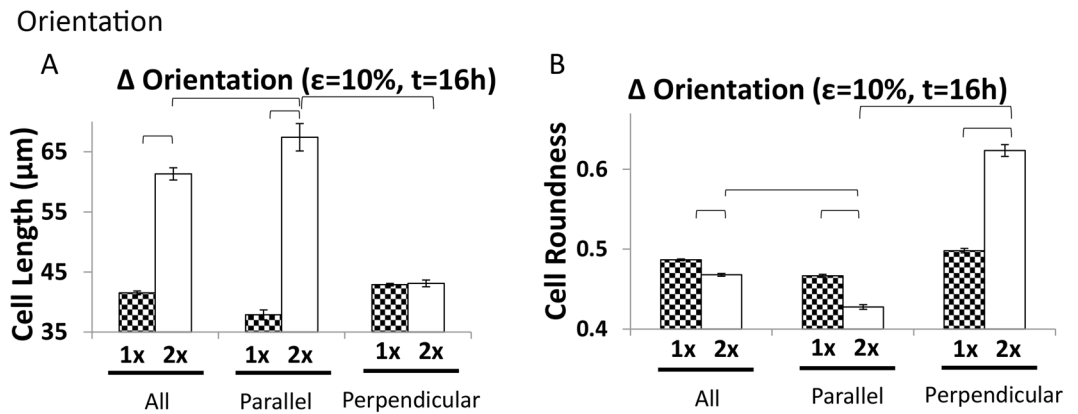 Orientation
A
Δ Orientation (ε=10%, t=16h)
Cell Length (μm)
65
55
45
35
1x 2x 1x 2x 1x 2x
All Parallel Perpendicular
B
Δ Orientation (ε=10%, t=16h)
Cell Roundness
0.6
0.5
0.4
1x 2x 1x 2x 1x 2x
All Parallel Perpendicular